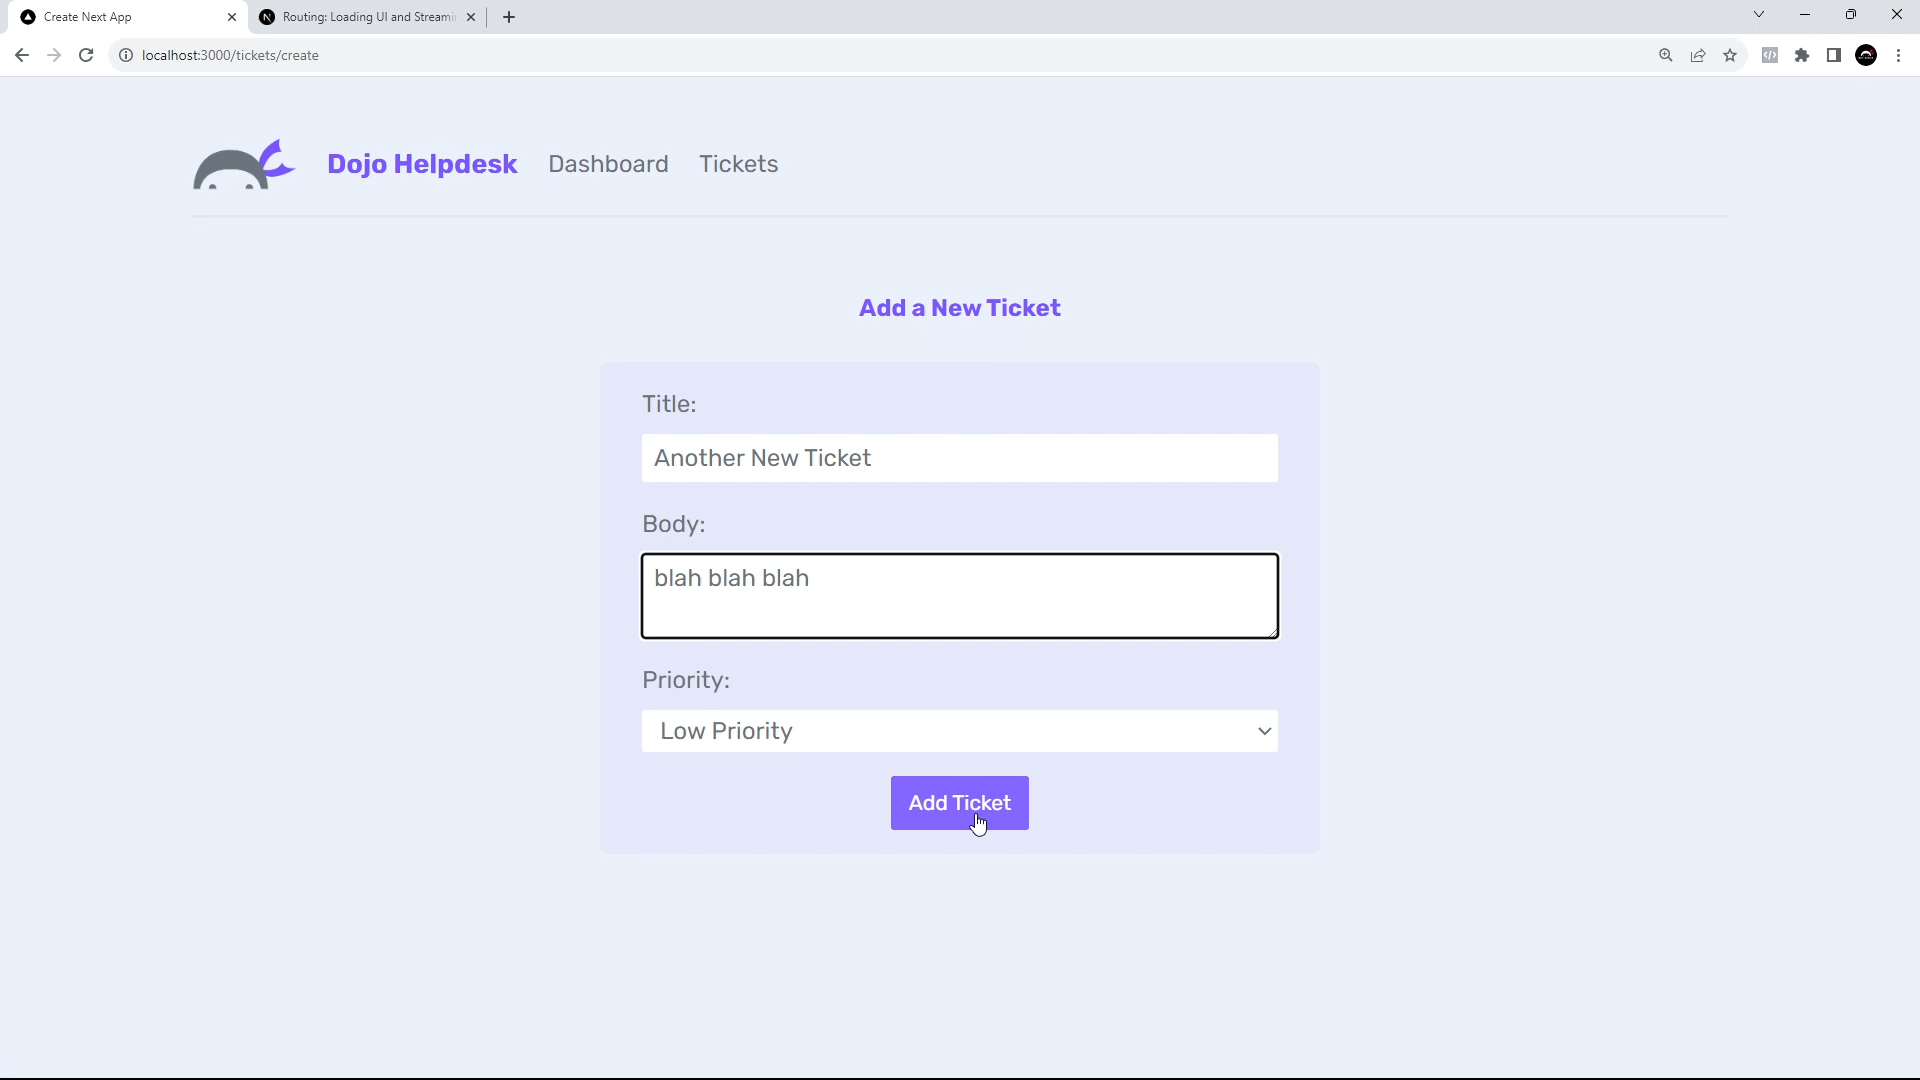 Create Next App
Routing: Loading UI and Streamin
localhost:3000/tickets/create
Dojo Helpdesk
Dashboard
Tickets
Add a New Ticket
Title:
Another New Ticket
Body:
blah blah blah
Priority:
Low Priority
Add Ticket